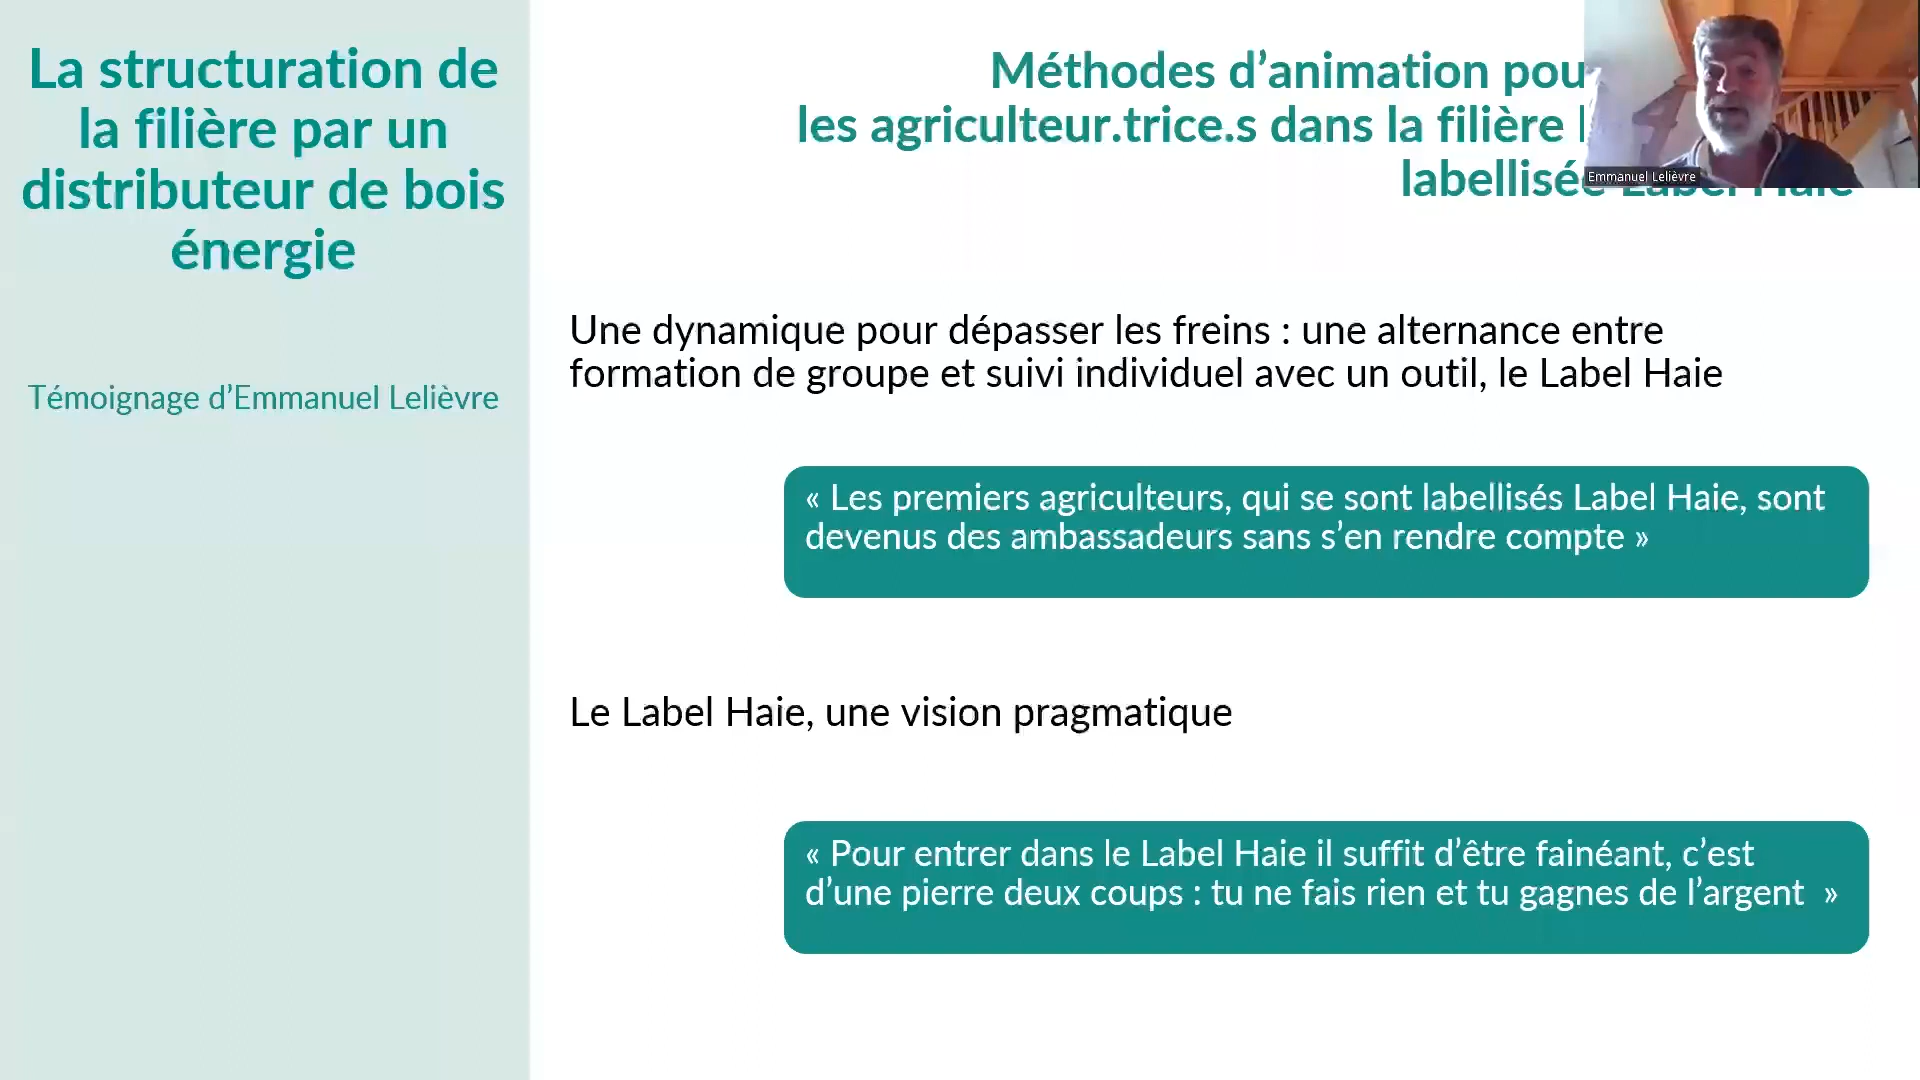 La structuration de
la filière par un
distributeur de bois
énergie
Témoignage d’Emmanuel Lelièvre
Méthodes d’animation
les agriculteur.trice.s dans la filière
Label Haie
Emmanuel Lelièvre
Une dynamique pour dépasser les freins : une alternance entre
formation de groupe et suivi individuel avec un outil, le Label Haie
« Les premiers agriculteurs, qui se sont labellisés Label Haie, sont
devenus des ambassadeurs sans s’en rendre compte »
Le Label Haie, une vision pragmatique
« Pour entrer dans le Label Haie il suffit d’être fainéant, c’est
d’une pierre deux coups : tu ne fais rien et tu gagnes de l’argent »